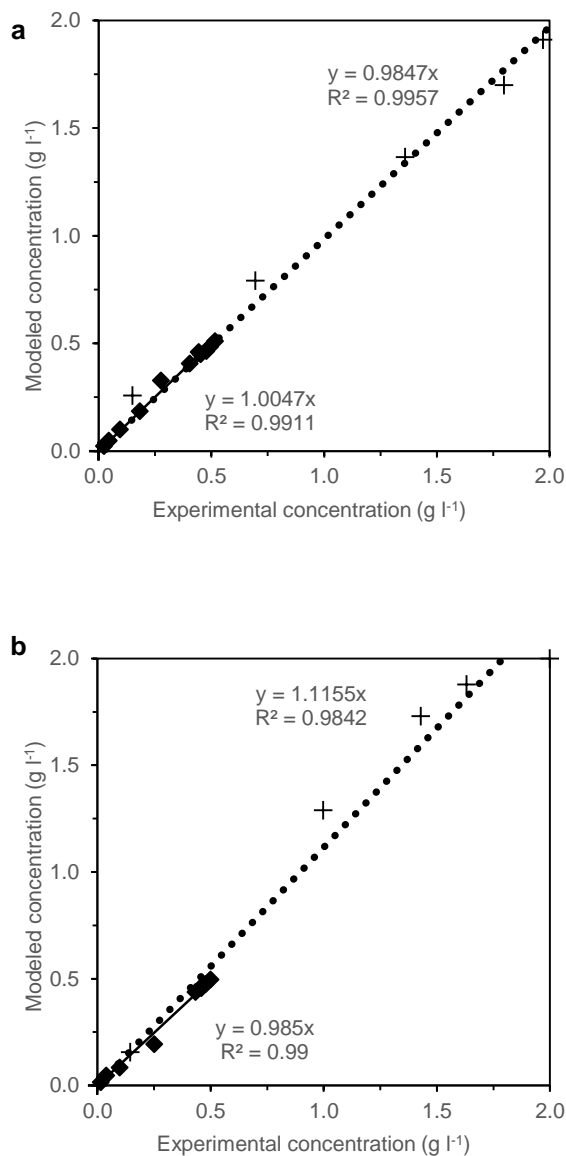 a
2.0
y = 0.9847x
R² = 0.9957
1.5
Modeled concentration (g l⁻¹)
1.0
0.5
y = 1.0047x
R² = 0.9911
0.0
0.0 0.5 1.0 1.5 2.0
Experimental concentration (g l⁻¹)
b
2.0
y = 1.1155x
R² = 0.9842
1.5
Modeled concentration (g l⁻¹)
1.0
0.5
y = 0.985x
R² = 0.99
0.0
0.0 0.5 1.0 1.5 2.0
Experimental concentration (g l⁻¹)